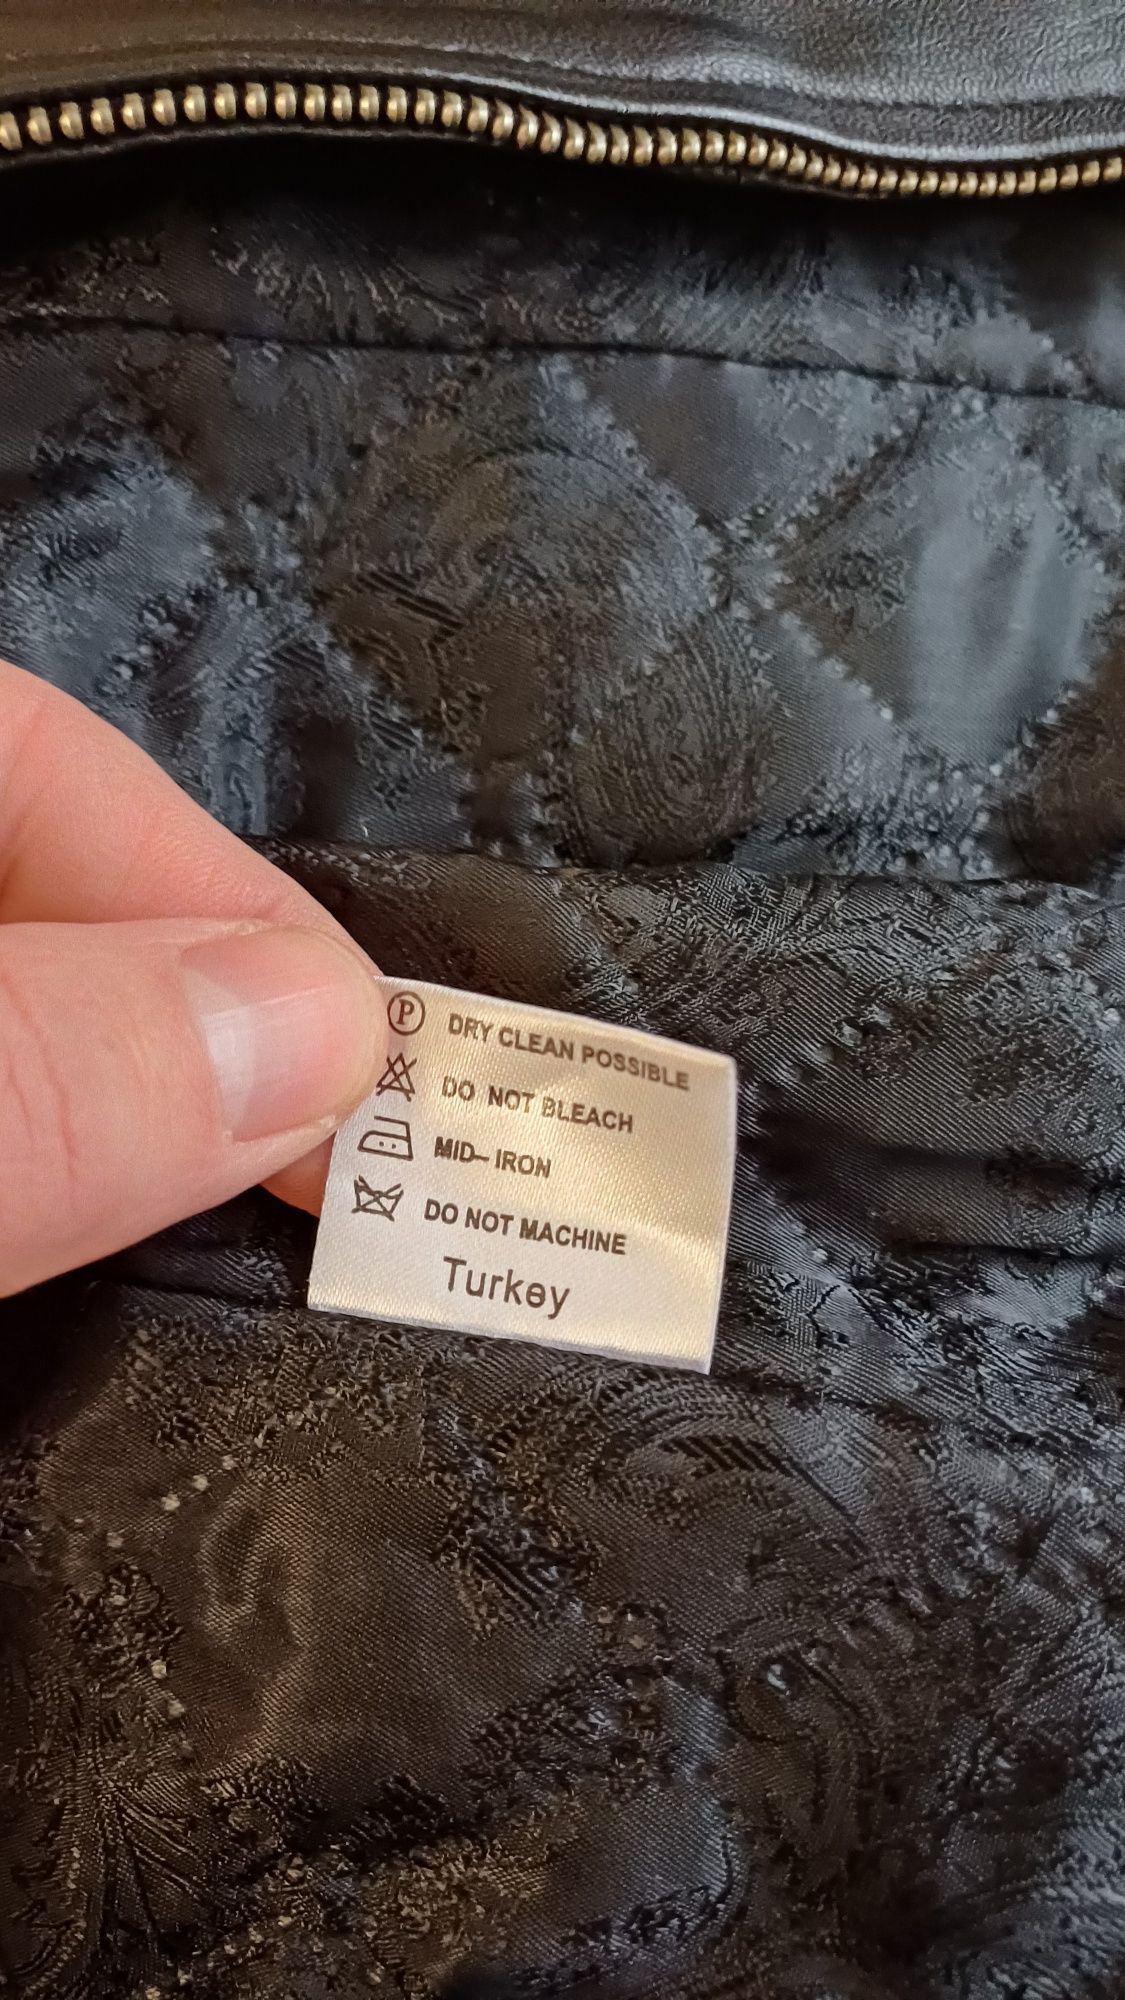 P DRY CLEAN POSSIBLE
DO NOT BLEACH
MID-IRON
DO NOT MACHINE
Turkey